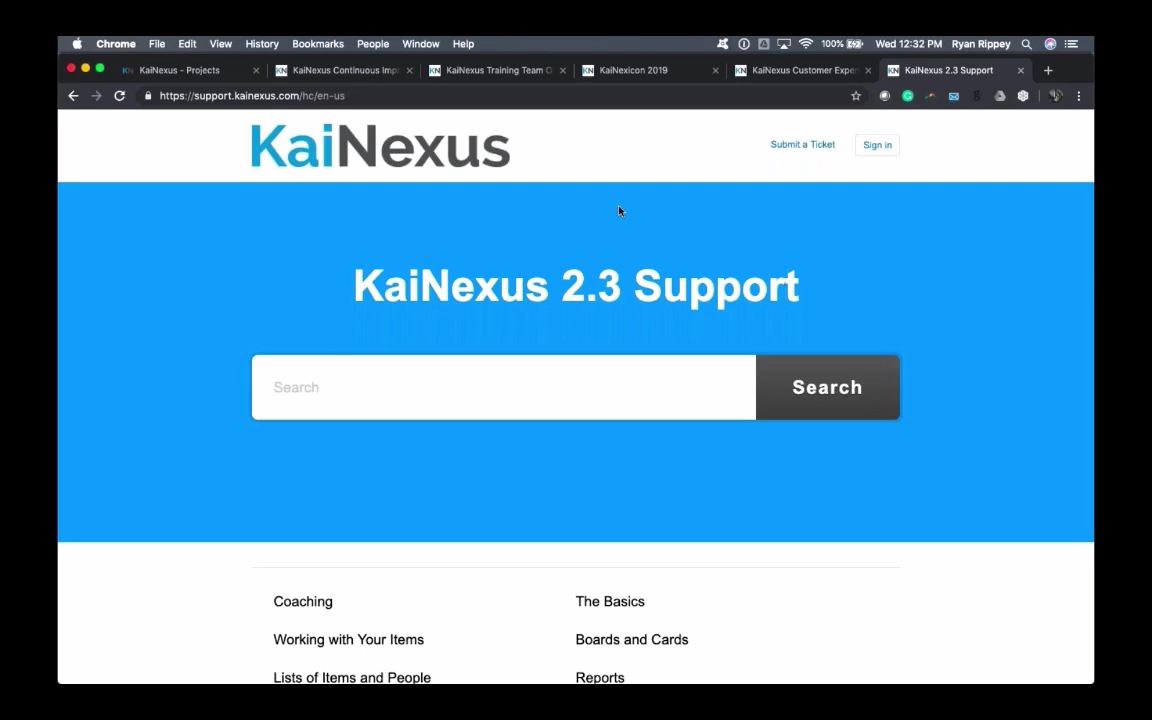 Chrome File Edit View History Bookmarks People Window Help 100% Wed 12:32 PM Ryan Rippey
KaiNexus - Projects KaiNexus Continuous Imp KaiNexus Training Team KaiNexicon 2019 KaiNexus Customer Exper KaiNexus 2.3 Support
https://support.kainexus.com/hc/en-us
KaiNexus
Submit a Ticket Sign in
KaiNexus 2.3 Support
Search Search
Coaching The Basics
Working with Your Items Boards and Cards
Lists of Items and People Reports